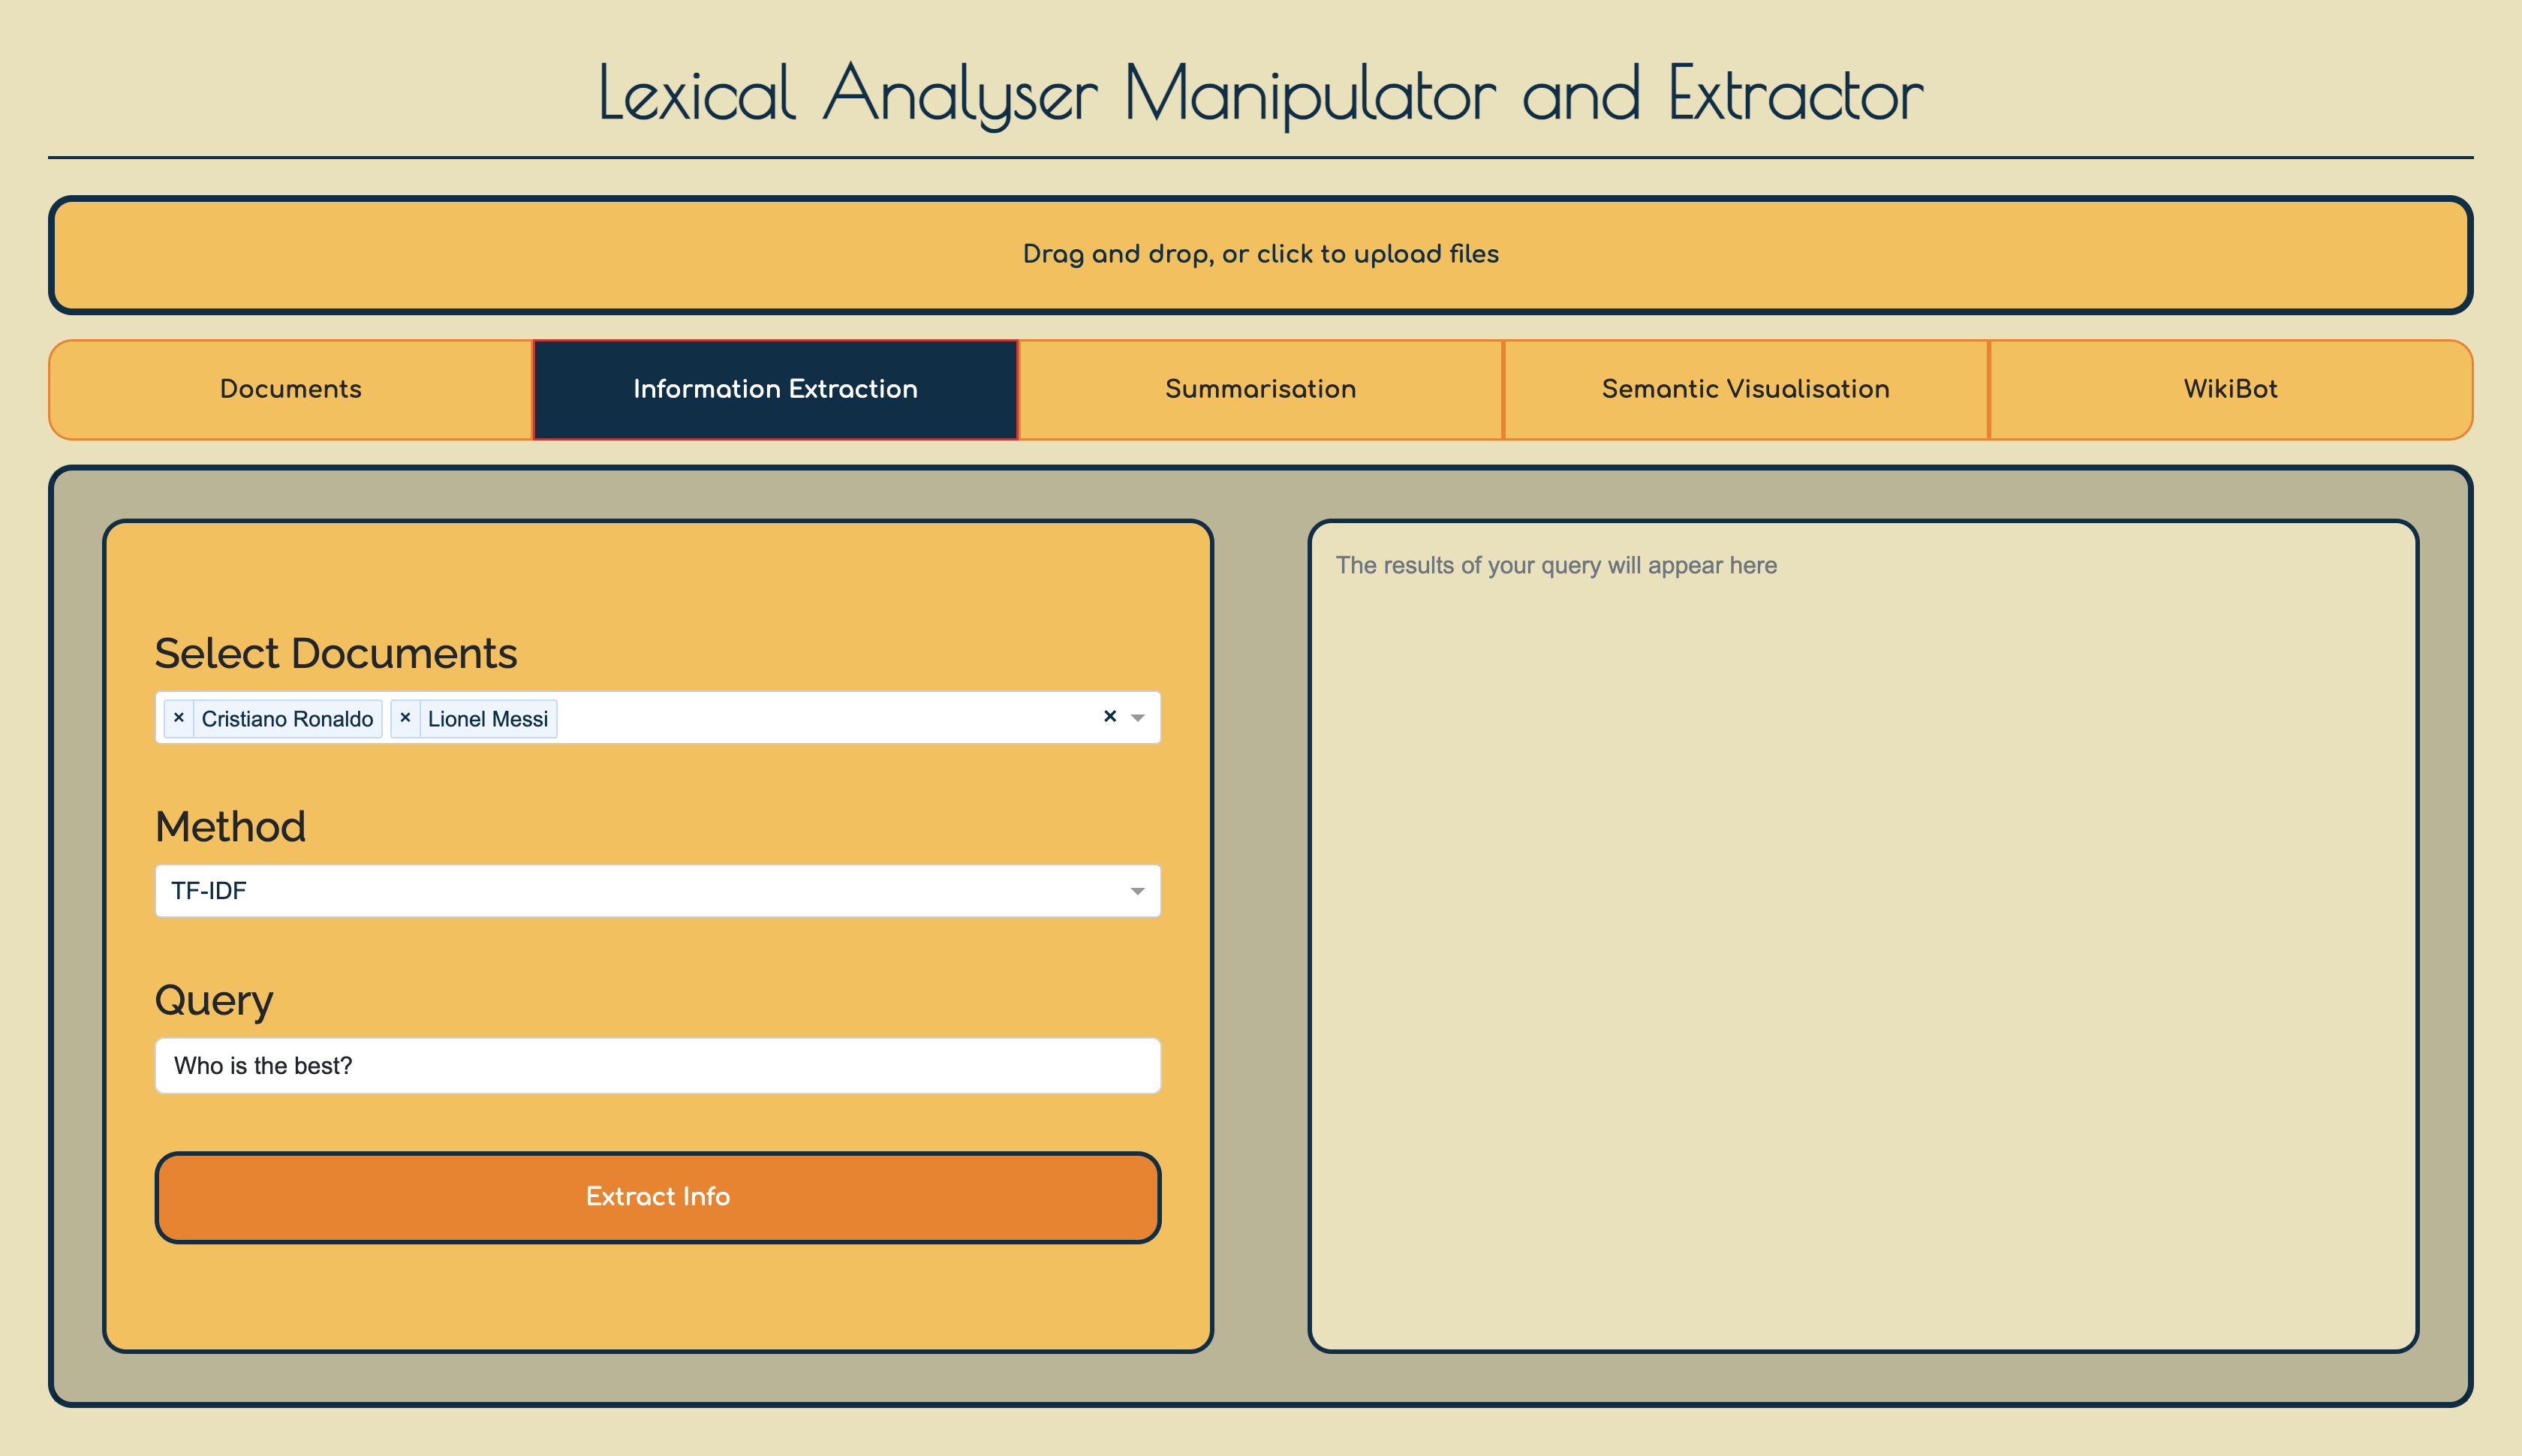 Lexical Analyser Manipulator and Extractor
Drag and drop, or click to upload files
Documents
Information Extraction
Summarisation
Semantic Visualisation
WikiBot
Select Documents
× Cristiano Ronaldo × Lionel Messi ×
Method
TF-IDF
Query
Who is the best?
Extract Info
The results of your query will appear here